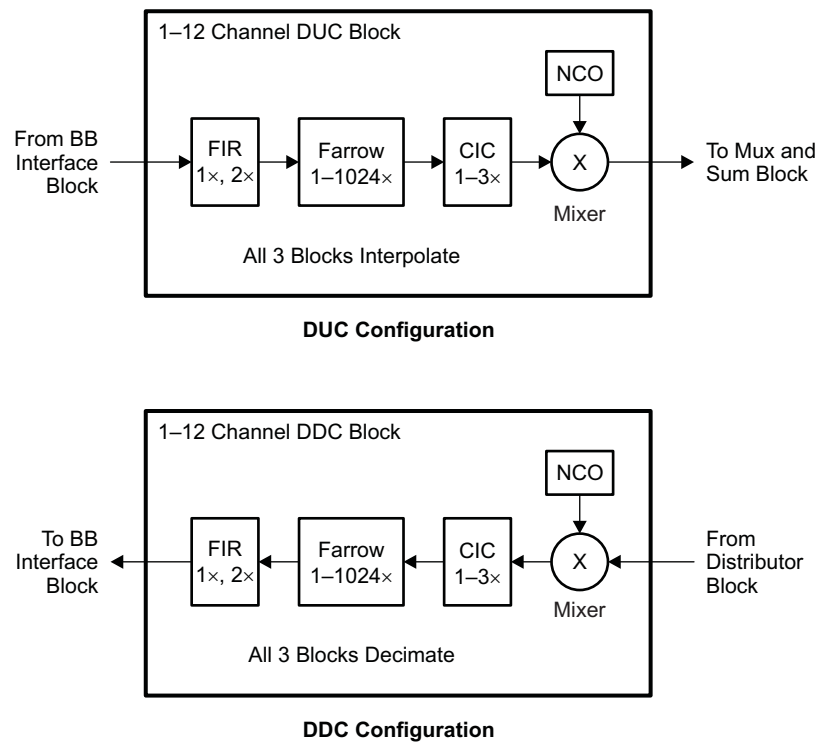 1–12 Channel DUC Block
NCO
From BB
Interface
Block
FIR
1×, 2×
Farrow
1–1024×
CIC
1–3×
X
Mixer
To Mux and
Sum Block
All 3 Blocks Interpolate
DUC Configuration
1–12 Channel DDC Block
NCO
To BB
Interface
Block
FIR
1×, 2×
Farrow
1–1024×
CIC
1–3×
X
Mixer
From
Distributor
Block
All 3 Blocks Decimate
DDC Configuration